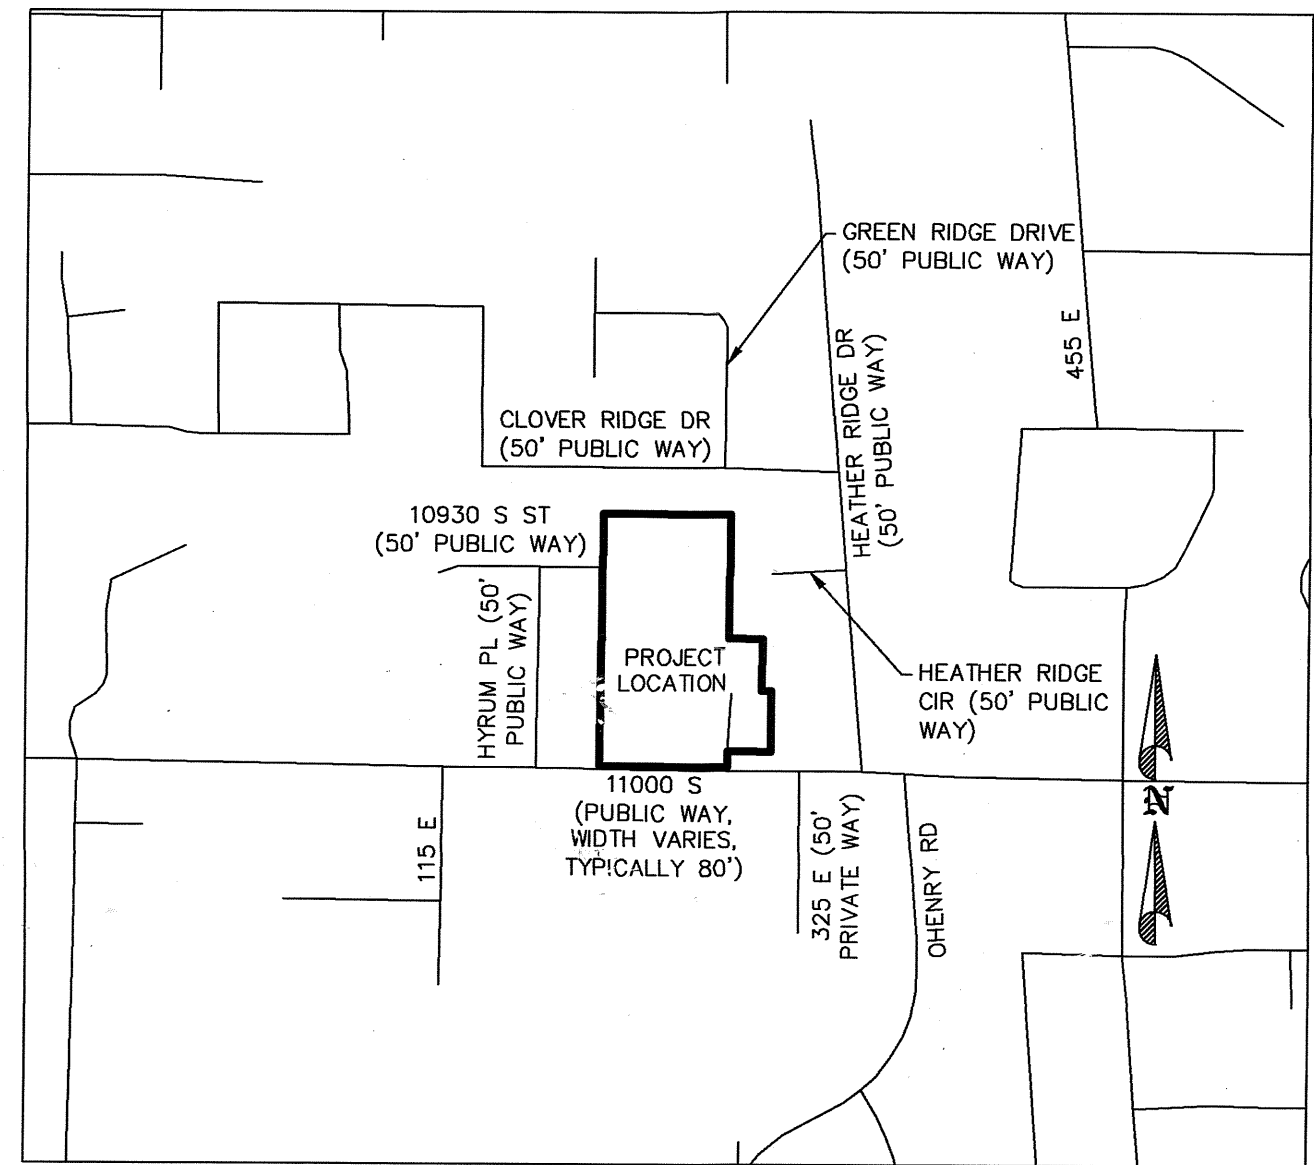 GREEN RIDGE DRIVE
(50' PUBLIC WAY)
HEATHER RIDGE DR
(50' PUBLIC WAY)
455 E
CLOVER RIDGE DR
(50' PUBLIC WAY)
10930 S ST
(50' PUBLIC WAY)
HYRUM PL (50'
PUBLIC WAY)
PROJECT
LOCATION
HEATHER RIDGE
CIR (50' PUBLIC
WAY)
N
11000 S
(PUBLIC WAY,
WIDTH VARIES,
TYPICALLY 80')
115 E
325 E (50'
PRIVATE WAY)
OHENRY RD